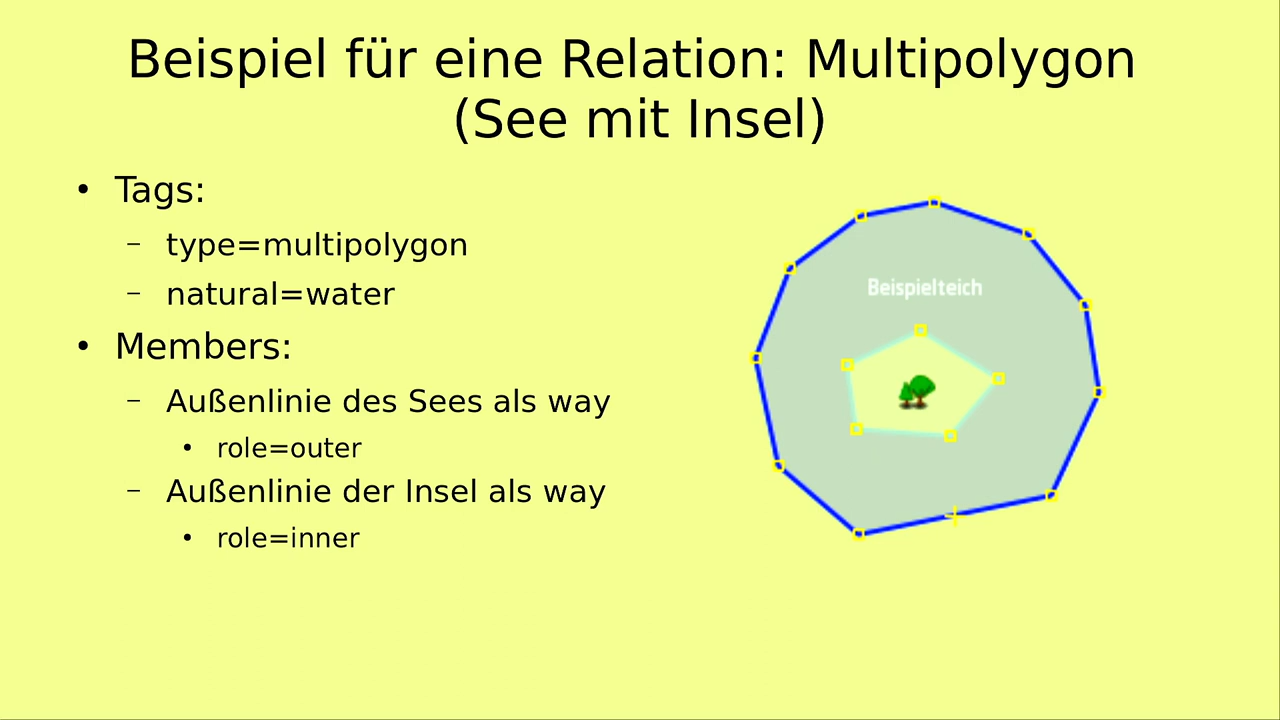 Beispiel für eine Relation: Multipolygon
(See mit Insel)
• Tags:
– type=multipolygon
– natural=water
• Members:
– Außenlinie des Sees als way
• role=outer
– Außenlinie der Insel als way
• role=inner
Beispielteich